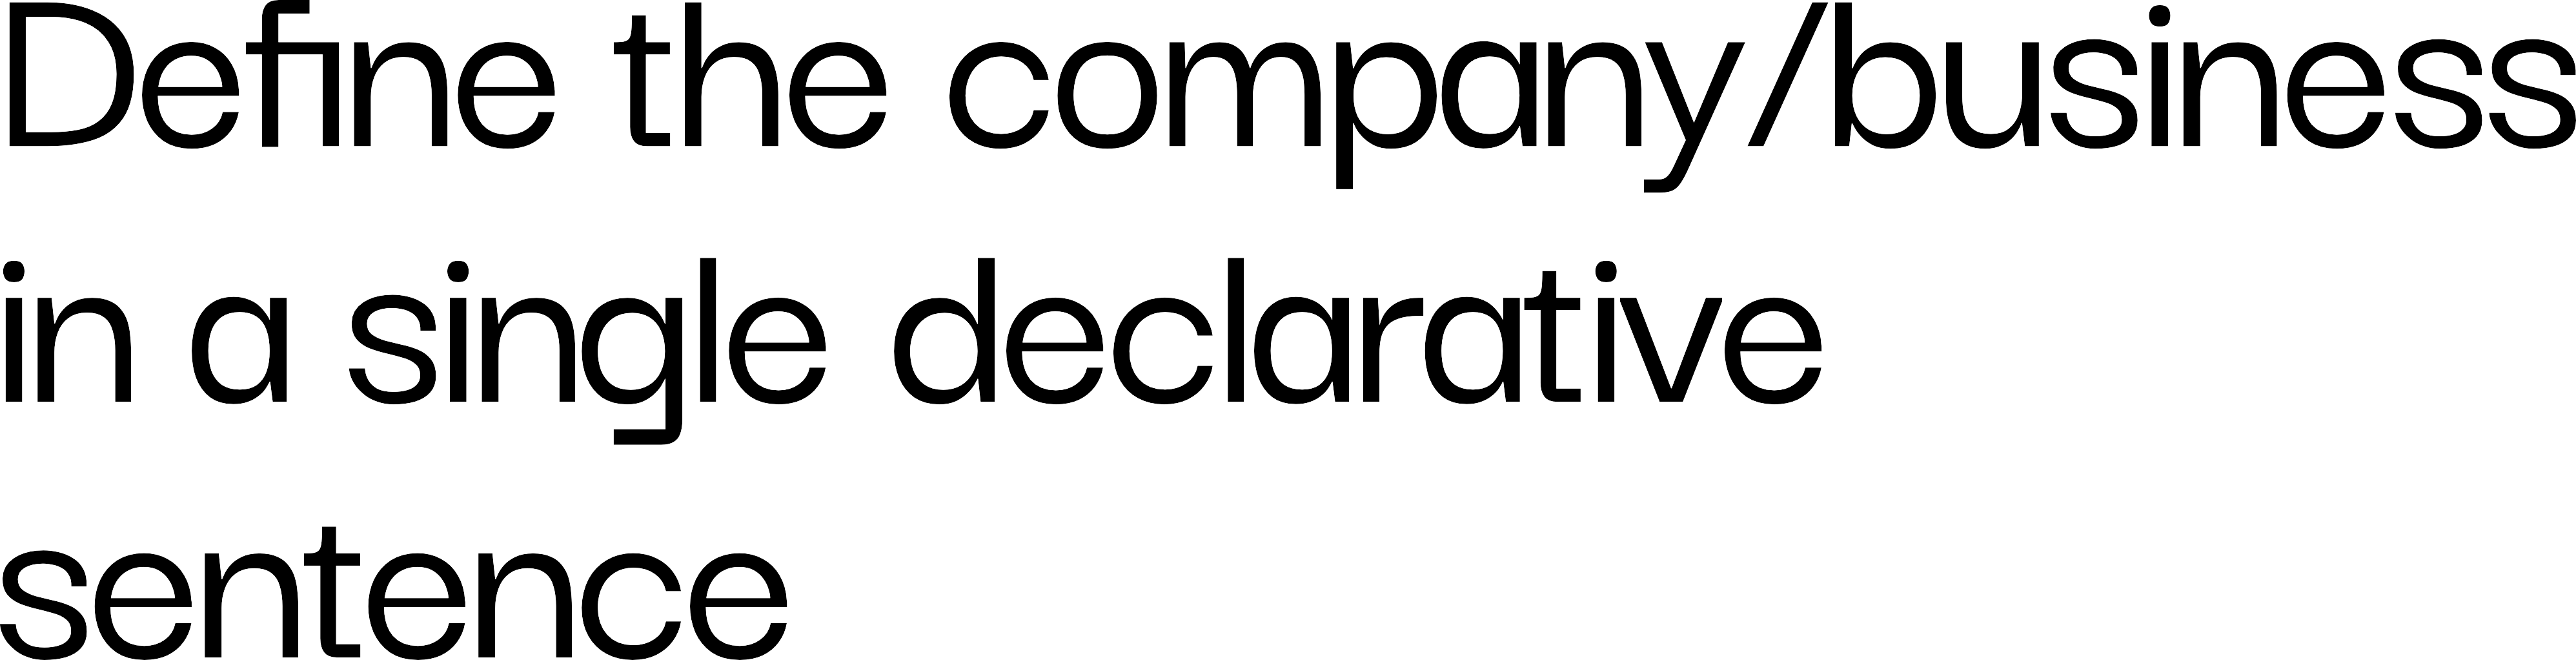 Define the company/business
in a single declarative
sentence